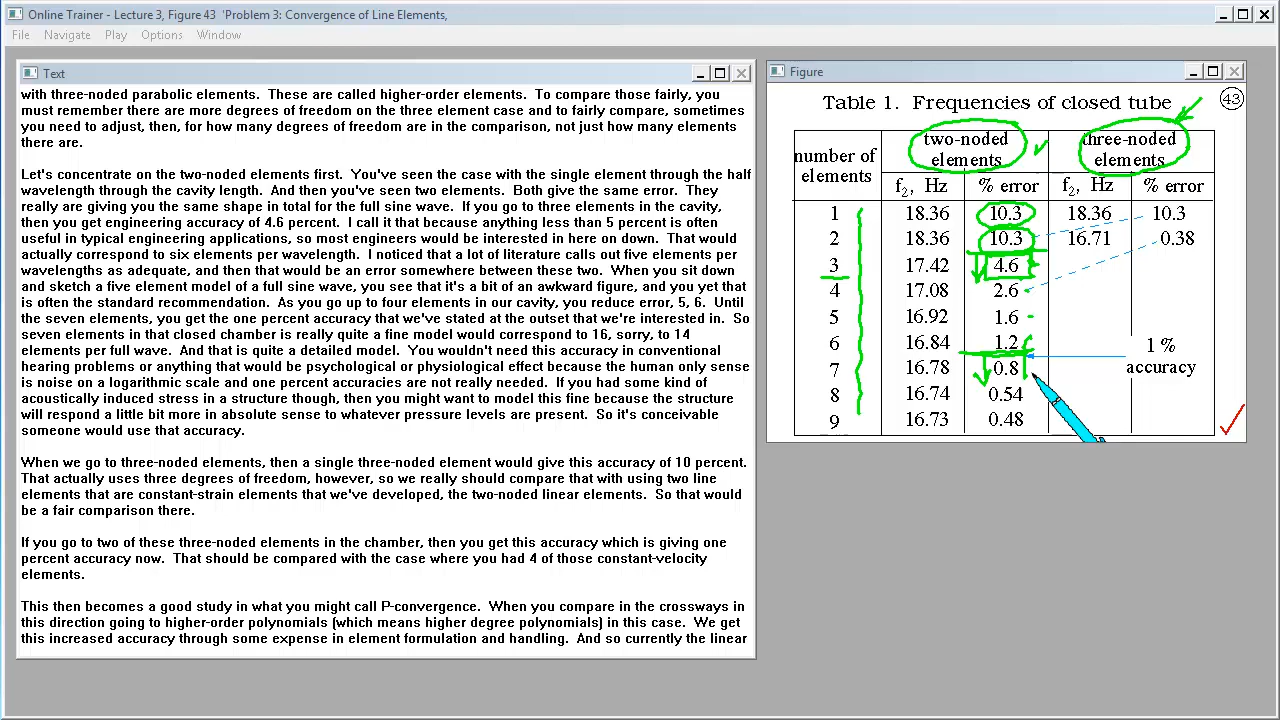 Online Trainer - Lecture 3, Figure 43 'Problem 3: Convergence of Line Elements,
File Navigate Play Options Window
Text
with three-noded parabolic elements. These are called higher-order elements. To compare those fairly, you
must remember there are more degrees of freedom on the three element case and to fairly compare, sometimes
you need to adjust, then, for how many degrees of freedom are in the comparison, not just how many elements
there are.
Let's concentrate on the two-noded elements first. You've seen the case with the single element through the half
wavelength through the cavity length. And then you've seen two elements. Both give the same error. They
really are giving you the same shape in total for the full sine wave. If you go to three elements in the cavity,
then you get engineering accuracy of 4.6 percent. I call it that because anything less than 5 percent is often
useful in typical engineering applications, so most engineers would be interested in here on down. That would
actually correspond to six elements per wavelength. I noticed that a lot of literature calls out five elements per
wavelengths as adequate, and then that would be an error somewhere between these two. When you sit down
and sketch a five element model of a full sine wave, you see that it's a bit of an awkward figure, and you yet that
is often the standard recommendation. As you go up to four elements in our cavity, you reduce error, 5, 6. Until
the seven elements, you get the one percent accuracy that we've stated at the outset that we're interested in. So
seven elements in that closed chamber is really quite a fine model would correspond to 16, sorry, to 14
elements per full wave. And that is quite a detailed model. You wouldn't need this accuracy in conventional
hearing problems or anything that would be psychological or physiological effect because the human only sense
is noise on a logarithmic scale and one percent accuracies are not really needed. If you had some kind of
acoustically induced stress in a structure though, then you might want to model this fine because the structure
will respond a little bit more in absolute sense to whatever pressure levels are present. So it's conceivable
someone would use that accuracy.
When we go to three-noded elements, then a single three-noded element would give this accuracy of 10 percent.
That actually uses three degrees of freedom, however, so we really should compare that with using two line
elements that are constant-strain elements that we've developed, the two-noded linear elements. So that would
be a fair comparison there.
If you go to two of these three-noded elements in the chamber, then you get this accuracy which is giving one
percent accuracy now. That should be compared with the case where you had 4 of those constant-velocity
elements.
This then becomes a good study in what you might call P-convergence. When you compare in the crossways in
this direction going to higher-order polynomials (which means higher degree polynomials) in this case. We get
this increased accuracy through some expense in element formulation and handling. And so currently the linear
Figure
Table 1. Frequencies of closed tube
43
number of elements
two-noded elements
three-noded elements
f2, Hz % error f2, Hz % error
1 18.36 10.3 18.36 10.3
2 18.36 10.3 16.71 0.38
3 17.42 4.6
4 17.08 2.6
5 16.92 1.6
6 16.84 1.2
7 16.78 0.8
8 16.74 0.54
9 16.73 0.48
1 %
accuracy